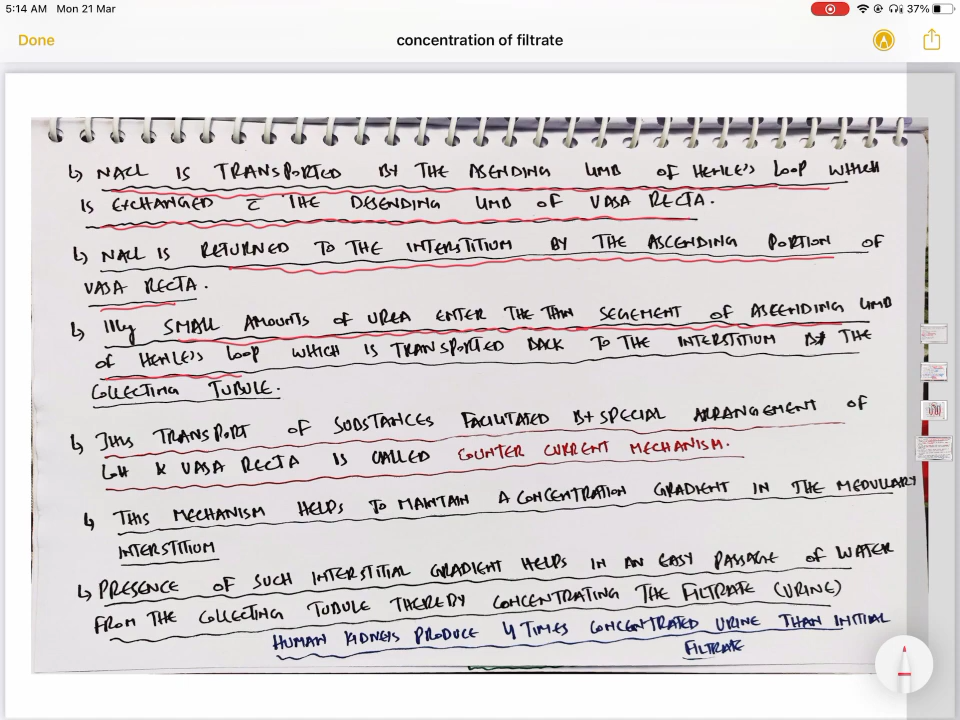 5:14 AM Mon 21 Mar
37%
Done
concentration of filtrate
↳ NACL IS TRANSPORTED BY THE ASENDING LIMB OF HENLE'S LOOP WHICH
IS EXCHANGED C̄ THE DESENDING LIMB OF VASA RECTA.
↳ NACL IS RETURNED TO THE INTERSTITIUM BY THE ASCENDING PORTION OF
VASA RECTA.
↳ Illly SMALL AMOUNTS OF UREA ENTER THE THIN SEGEMENT OF ASCENDING LIMB
OF HENLE'S LOOP WHICH IS TRANSPORTED BACK TO THE INTERSTITIUM BY THE
COLLECTING TUBULE.
↳ THIS TRANSPORT OF SUBSTANCES FACILITATED BY SPECIAL ARRANGEMENT OF
LOH & VASA RECTA IS CALLED COUNTER CURRENT MECHANISM.
↳ THIS MECHANISM HELPS TO MAINTAIN A CONCENTRATION GRADIENT IN THE MEDULLARY
INTERSTITIUM
↳ PRESENCE OF SUCH INTERSTITIAL GRADIENT HELPS IN AN EASY PASSAGE OF WATER
FROM THE COLLECTING TUBULE THEREBY CONCENTRATING THE FILTRATE (URINE)
HUMAN KIDNEYS PRODUCE 4 TIMES CONCENTRATED URINE THAN INITIAL
FILTRATE